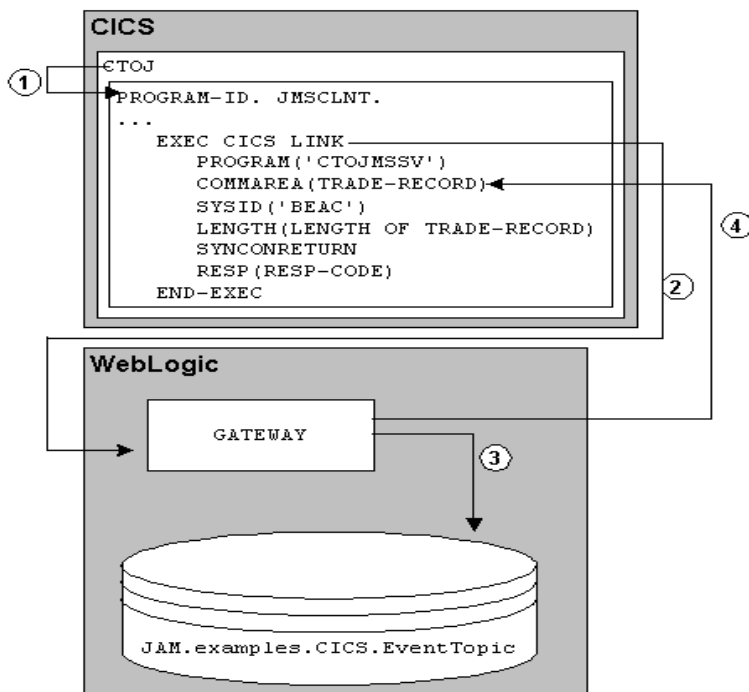 CICS
CTOJ
1
PROGRAM-ID. JMSCLNT.
...
EXEC CICS LINK
PROGRAM('CTOJMSSV')
COMMAREA(TRADE-RECORD)
SYSID('BEAC')
LENGTH(LENGTH OF TRADE-RECORD)
SYNCONRETURN
RESP(RESP-CODE)
END-EXEC
4
2
WebLogic
GATEWAY
3
JAM.examples.CICS.EventTopic